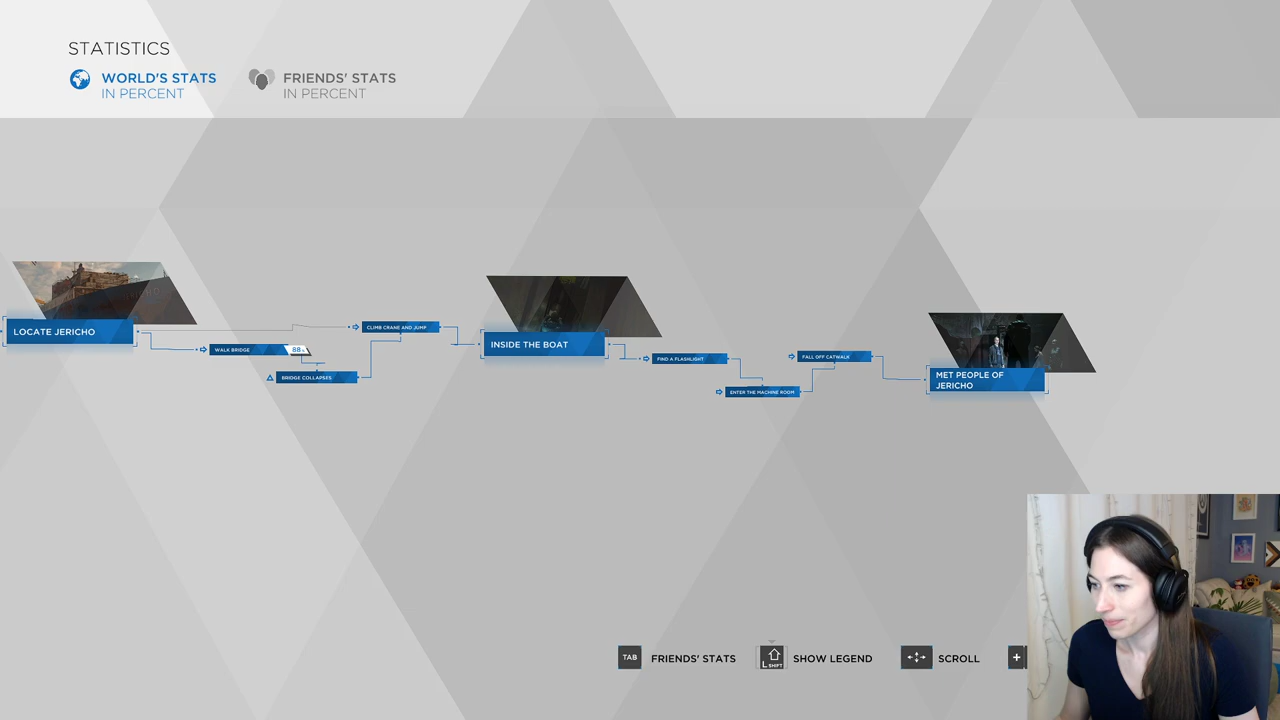 STATISTICS
WORLD'S STATS
IN PERCENT
FRIENDS' STATS
IN PERCENT
LOCATE JERICHO
WALK BRIDGE
88%
BRIDGE COLLAPSES
CLIMB CRANE AND JUMP
INSIDE THE BOAT
FIND A FLASHLIGHT
ENTER THE MACHINE ROOM
FALL OFF CATWALK
MET PEOPLE OF
JERICHO
TAB
FRIENDS' STATS
L SHIFT
SHOW LEGEND
SCROLL
+